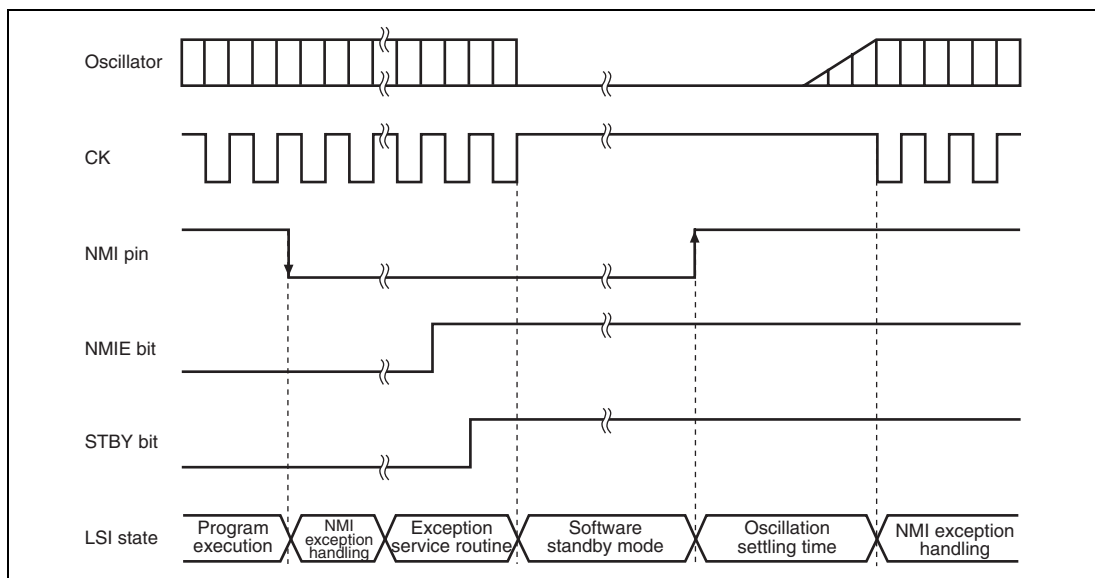 Oscillator
CK
NMI pin
NMIE bit
STBY bit
LSI state
Program
execution
NMI
exception
handling
Exception
service routine
Software
standby mode
Oscillation
settling time
NMI exception
handling